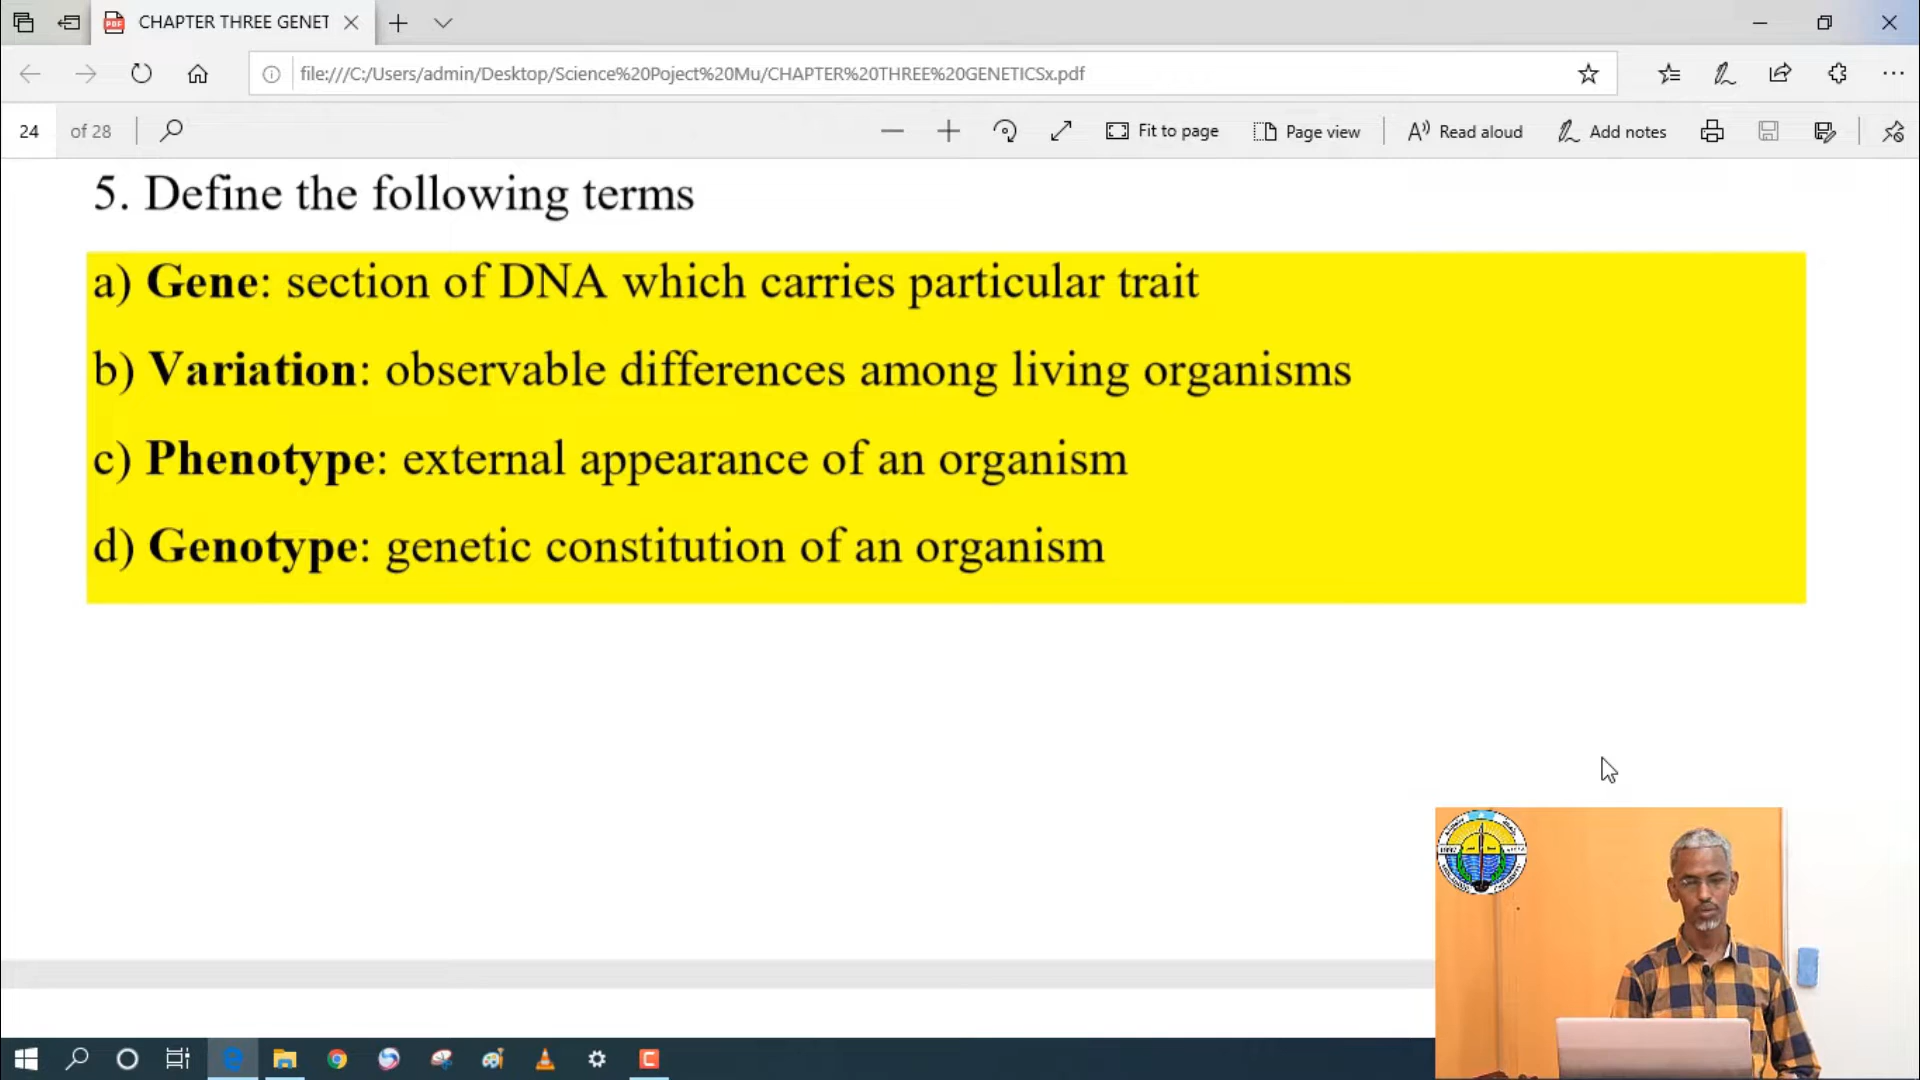 CHAPTER THREE GENET
file:///C:/Users/admin/Desktop/Science%20Poject%20Mu/CHAPTER%20THREE%20GENETICSx.pdf
24 of 28 Fit to page Page view Read aloud Add notes
5. Define the following terms
a) Gene: section of DNA which carries particular trait
b) Variation: observable differences among living organisms
c) Phenotype: external appearance of an organism
d) Genotype: genetic constitution of an organism